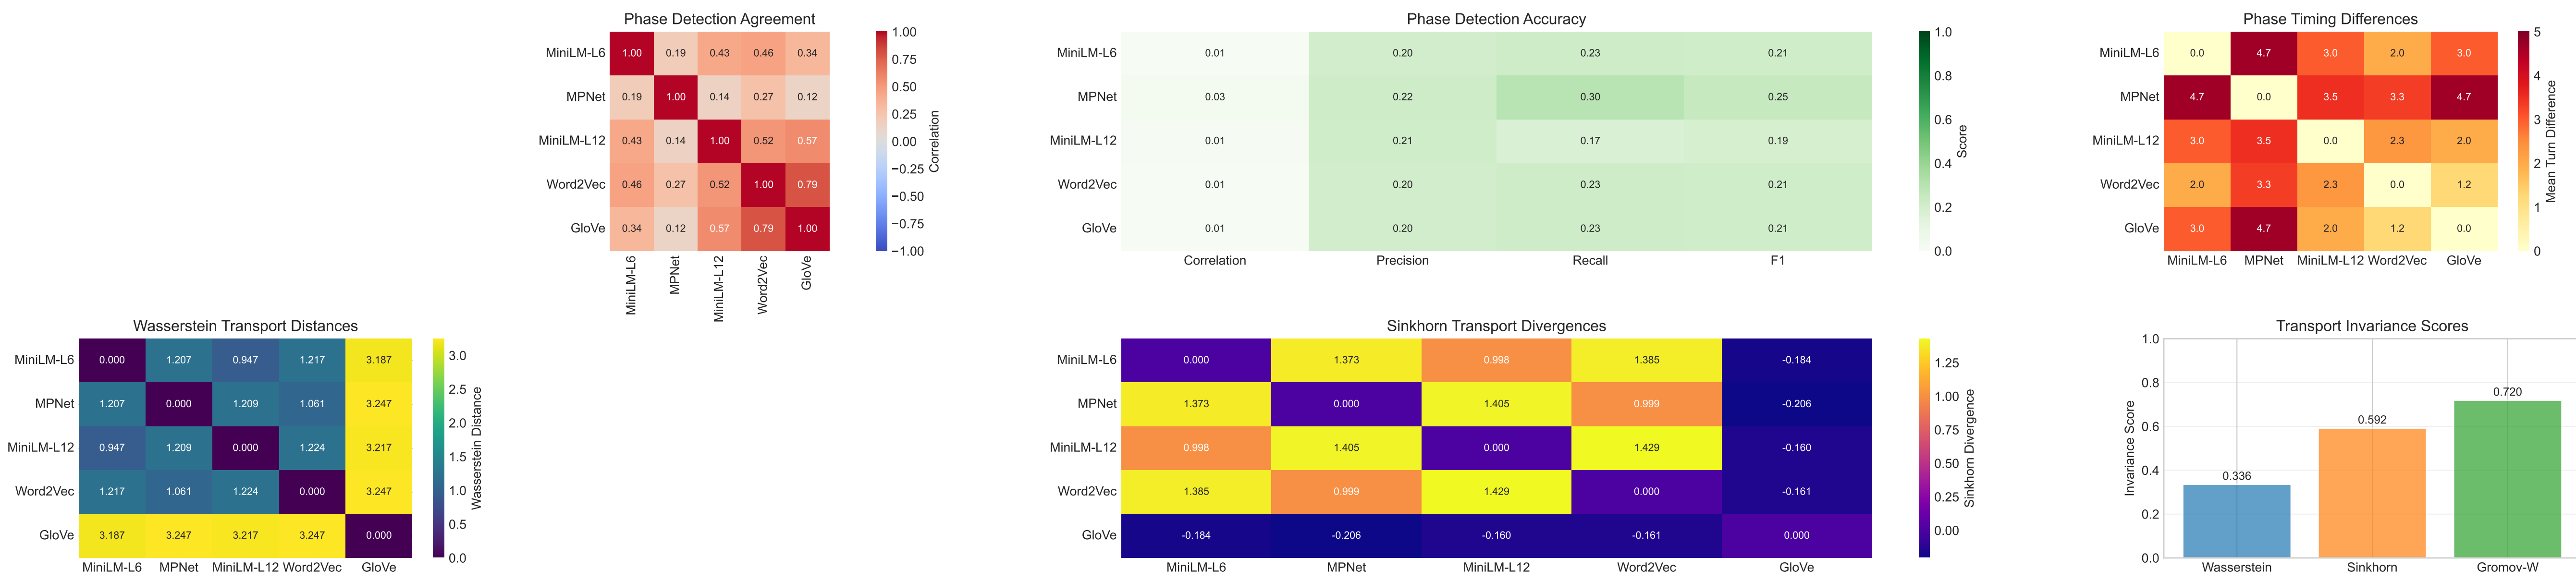 Phase Detection Agreement
MiniLM-L6 1.00 0.19 0.43 0.46 0.34
MPNet 0.19 1.00 0.14 0.27 0.12
MiniLM-L12 0.43 0.14 1.00 0.52 0.57
Word2Vec 0.46 0.27 0.52 1.00 0.79
GloVe 0.34 0.12 0.57 0.79 1.00
MiniLM-L6 MPNet MiniLM-L12 Word2Vec GloVe
1.00
0.75
0.50
0.25
0.00
−0.25
−0.50
−0.75
−1.00
Correlation
Phase Detection Accuracy
MiniLM-L6 0.01 0.20 0.23 0.21
MPNet 0.03 0.22 0.30 0.25
MiniLM-L12 0.01 0.21 0.17 0.19
Word2Vec 0.01 0.20 0.23 0.21
GloVe 0.01 0.20 0.23 0.21
Correlation Precision Recall F1
1.0
0.8
0.6
0.4
0.2
0.0
Score
Phase Timing Differences
MiniLM-L6 0.0 4.7 3.0 2.0 3.0
MPNet 4.7 0.0 3.5 3.3 4.7
MiniLM-L12 3.0 3.5 0.0 2.3 2.0
Word2Vec 2.0 3.3 2.3 0.0 1.2
GloVe 3.0 4.7 2.0 1.2 0.0
MiniLM-L6 MPNet MiniLM-L12 Word2Vec GloVe
5
4
3
2
1
0
Mean Turn Difference
Wasserstein Transport Distances
MiniLM-L6 0.000 1.207 0.947 1.217 3.187
MPNet 1.207 0.000 1.209 1.061 3.247
MiniLM-L12 0.947 1.209 0.000 1.224 3.217
Word2Vec 1.217 1.061 1.224 0.000 3.247
GloVe 3.187 3.247 3.217 3.247 0.000
MiniLM-L6 MPNet MiniLM-L12 Word2Vec GloVe
3.0
2.5
2.0
1.5
1.0
0.5
0.0
Wasserstein Distance
Sinkhorn Transport Divergences
MiniLM-L6 0.000 1.373 0.998 1.385 -0.184
MPNet 1.373 0.000 1.405 0.999 -0.206
MiniLM-L12 0.998 1.405 0.000 1.429 -0.160
Word2Vec 1.385 0.999 1.429 0.000 -0.161
GloVe -0.184 -0.206 -0.160 -0.161 0.000
MiniLM-L6 MPNet MiniLM-L12 Word2Vec GloVe
1.25
1.00
0.75
0.50
0.25
0.00
Sinkhorn Divergence
Transport Invariance Scores
1.0
0.8
0.6
0.4
0.2
0.0
Invariance Score
0.336
0.592
0.720
Wasserstein Sinkhorn Gromov-W